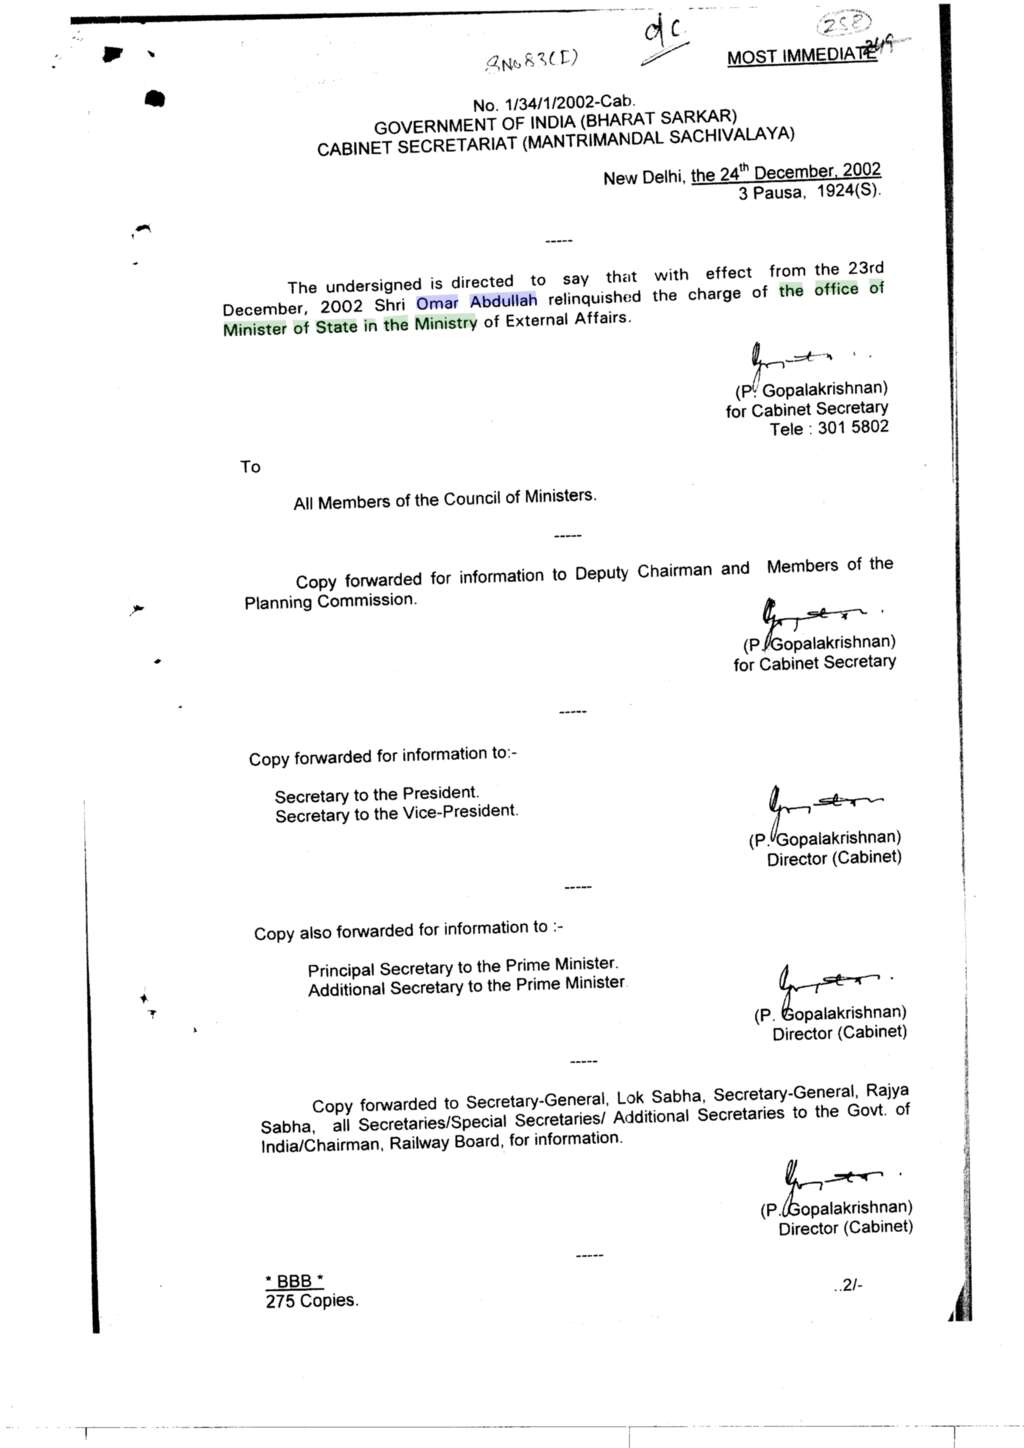 dc
258
SNo 83(I)
MOST IMMEDIATE
249
No. 1/34/1/2002-Cab.
GOVERNMENT OF INDIA (BHARAT SARKAR)
CABINET SECRETARIAT (MANTRIMANDAL SACHIVALAYA)
New Delhi, the 24th December, 2002
3 Pausa, 1924(S).
-----
The undersigned is directed to say that with effect from the 23rd
December, 2002 Shri Omar Abdullah relinquished the charge of the office of
Minister of State in the Ministry of External Affairs.
(P. Gopalakrishnan)
for Cabinet Secretary
Tele : 301 5802
To
All Members of the Council of Ministers.
-----
Copy forwarded for information to Deputy Chairman and Members of the
Planning Commission.
(P. Gopalakrishnan)
for Cabinet Secretary
-----
Copy forwarded for information to:-
Secretary to the President.
Secretary to the Vice-President.
(P. Gopalakrishnan)
Director (Cabinet)
-----
Copy also forwarded for information to :-
Principal Secretary to the Prime Minister.
Additional Secretary to the Prime Minister
(P. Gopalakrishnan)
Director (Cabinet)
-----
Copy forwarded to Secretary-General, Lok Sabha, Secretary-General, Rajya
Sabha, all Secretaries/Special Secretaries/ Additional Secretaries to the Govt. of
India/Chairman, Railway Board, for information.
(P. Gopalakrishnan)
Director (Cabinet)
-----
* BBB *
275 Copies.
..2/-